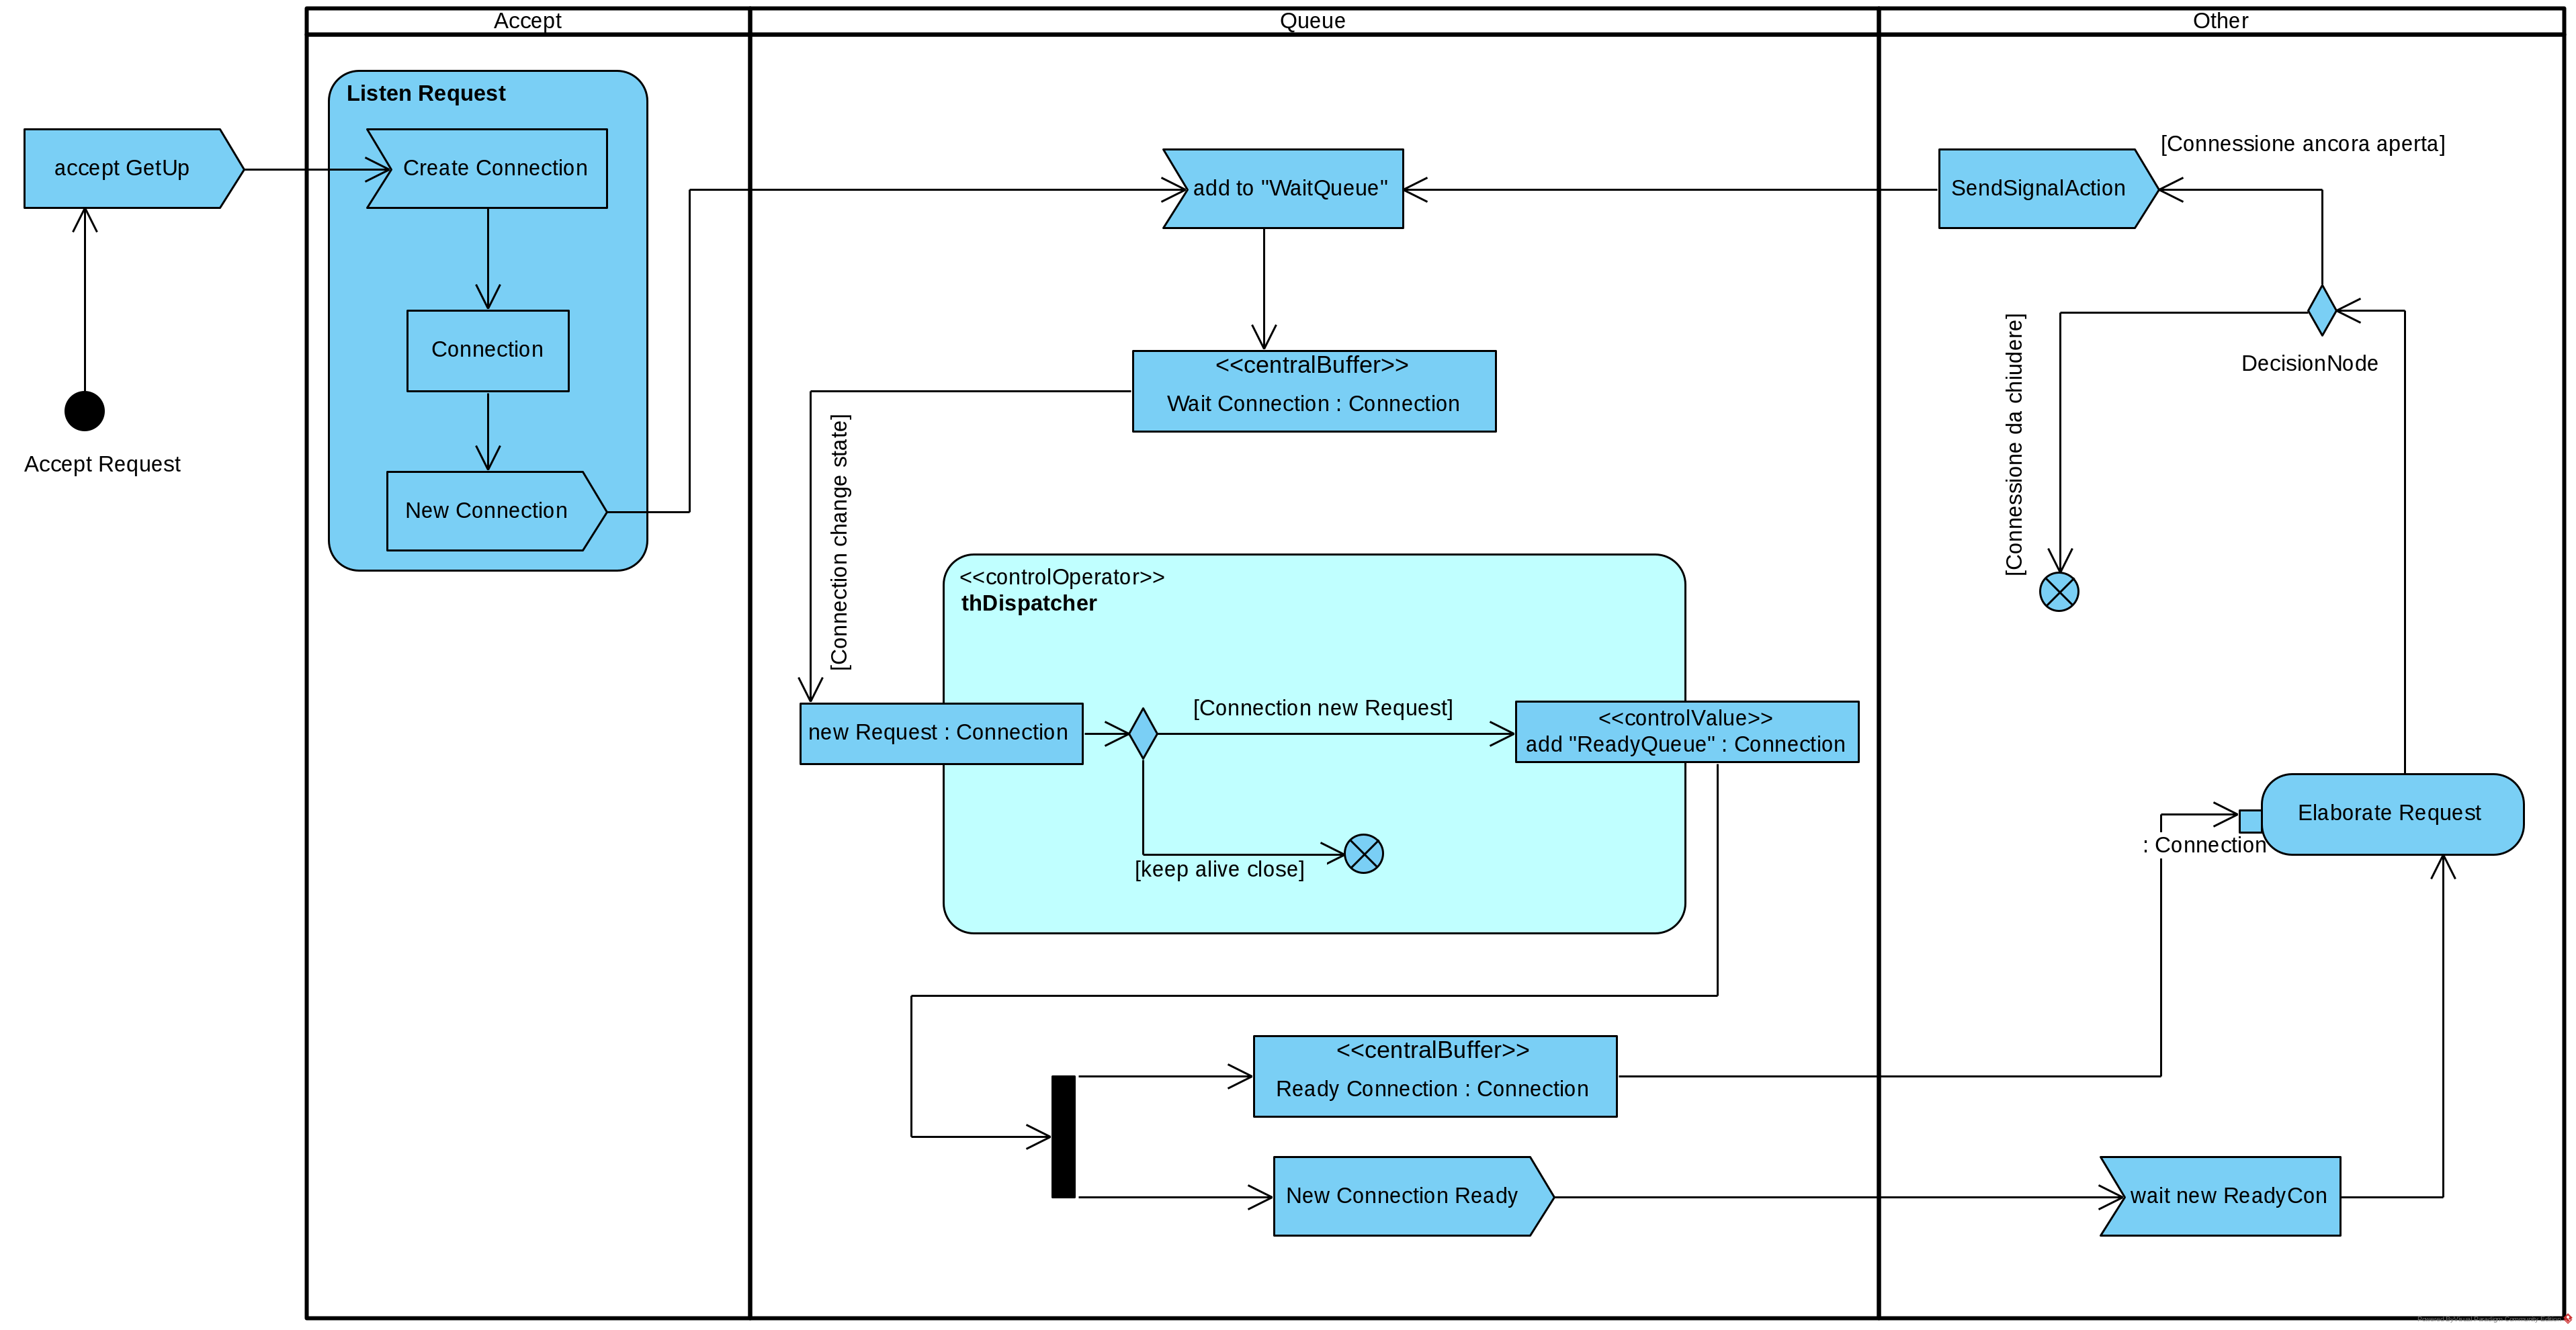 Accept
Queue
Other
Listen Request
accept GetUp
Create Connection
Connection
New Connection
Accept Request
add to "WaitQueue"
<<centralBuffer>>
Wait Connection : Connection
[Connection change state]
<<controlOperator>>
thDispatcher
new Request : Connection
[Connection new Request]
<<controlValue>>
add "ReadyQueue" : Connection
[keep alive close]
<<centralBuffer>>
Ready Connection : Connection
New Connection Ready
SendSignalAction
[Connessione ancora aperta]
DecisionNode
[Connessione da chiudere]
Elaborate Request
: Connection
wait new ReadyCon